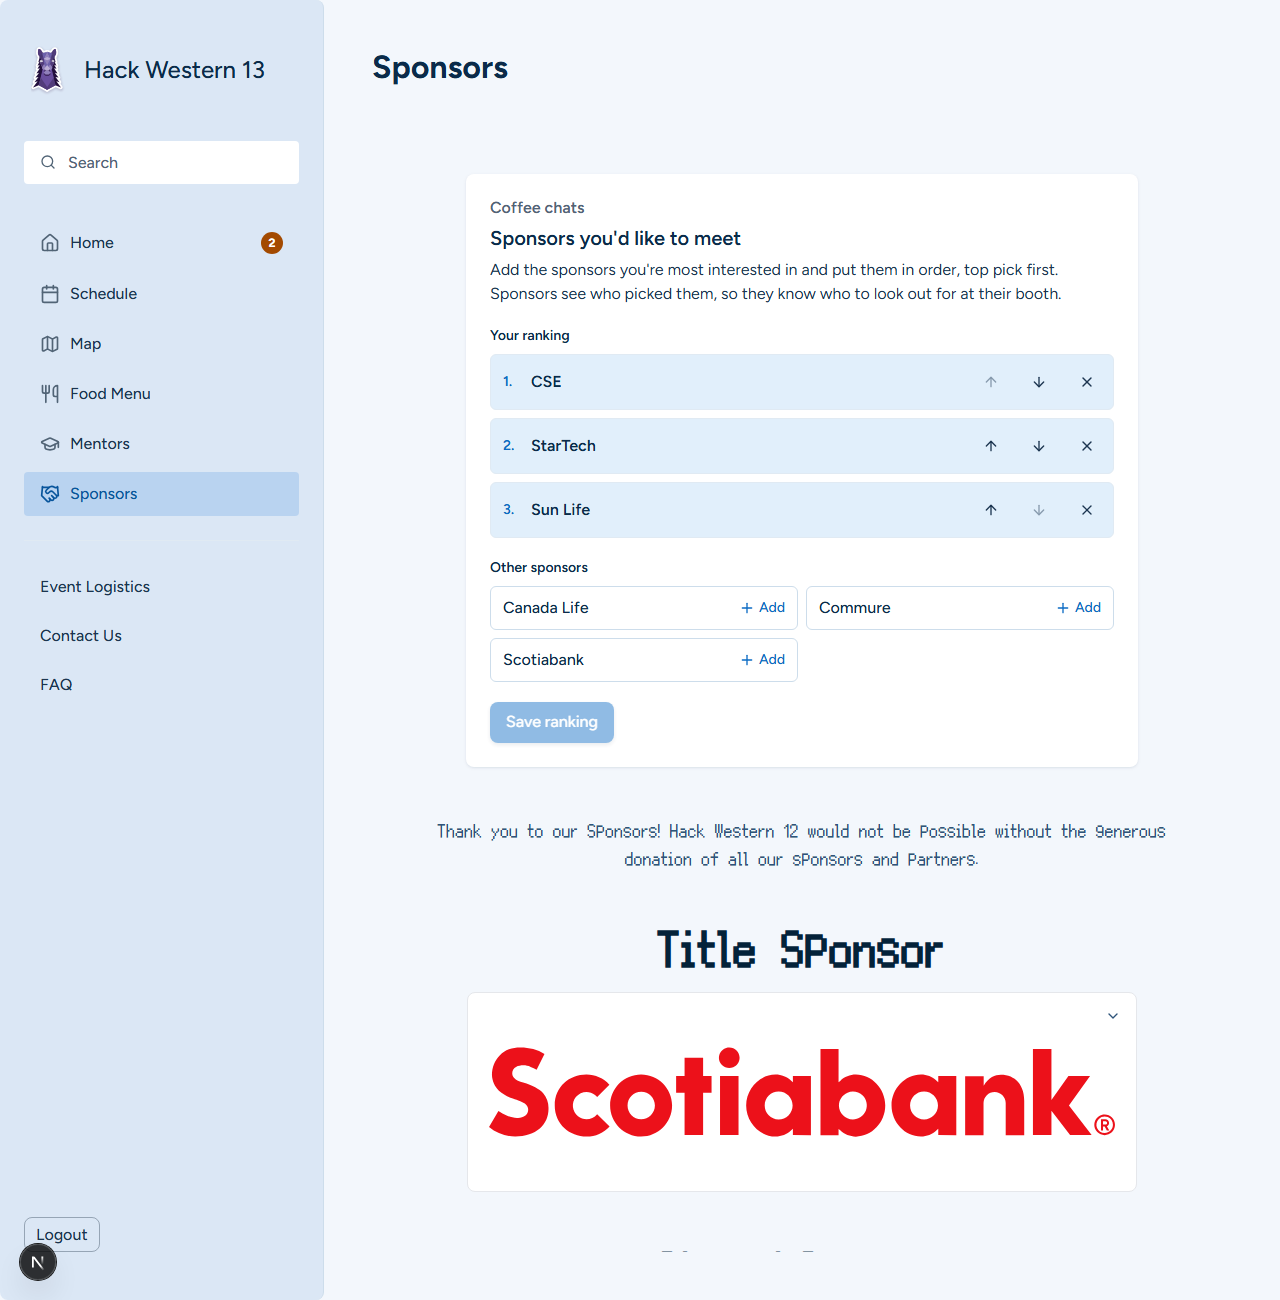 Hack Western 13
Search
Home 2
Schedule
Map
Food Menu
Mentors
Sponsors
Event Logistics
Contact Us
FAQ
Logout
N
Sponsors
Coffee chats
Sponsors you'd like to meet
Add the sponsors you're most interested in and put them in order, top pick first.
Sponsors see who picked them, so they know who to look out for at their booth.
Your ranking
1. CSE
2. StarTech
3. Sun Life
Other sponsors
Canada Life + Add
Commure + Add
Scotiabank + Add
Save ranking
Thank you to our SPonsors! Hack Western 12 would not be Possible without the generous
donation of all our sPonsors and Partners.
Title SPonsor
Scotiabank®